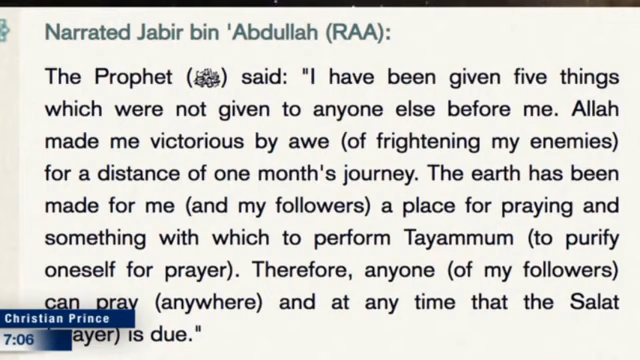 Narrated Jabir bin 'Abdullah (RAA):
The Prophet (ﷺ) said: "I have been given five things
which were not given to anyone else before me. Allah
made me victorious by awe (of frightening my enemies)
for a distance of one month's journey. The earth has been
made for me (and my followers) a place for praying and
something with which to perform Tayammum (to purify
oneself for prayer). Therefore, anyone (of my followers)
can pray (anywhere) and at any time that the Salat
ayer) is due."
Christian Prince
7:06